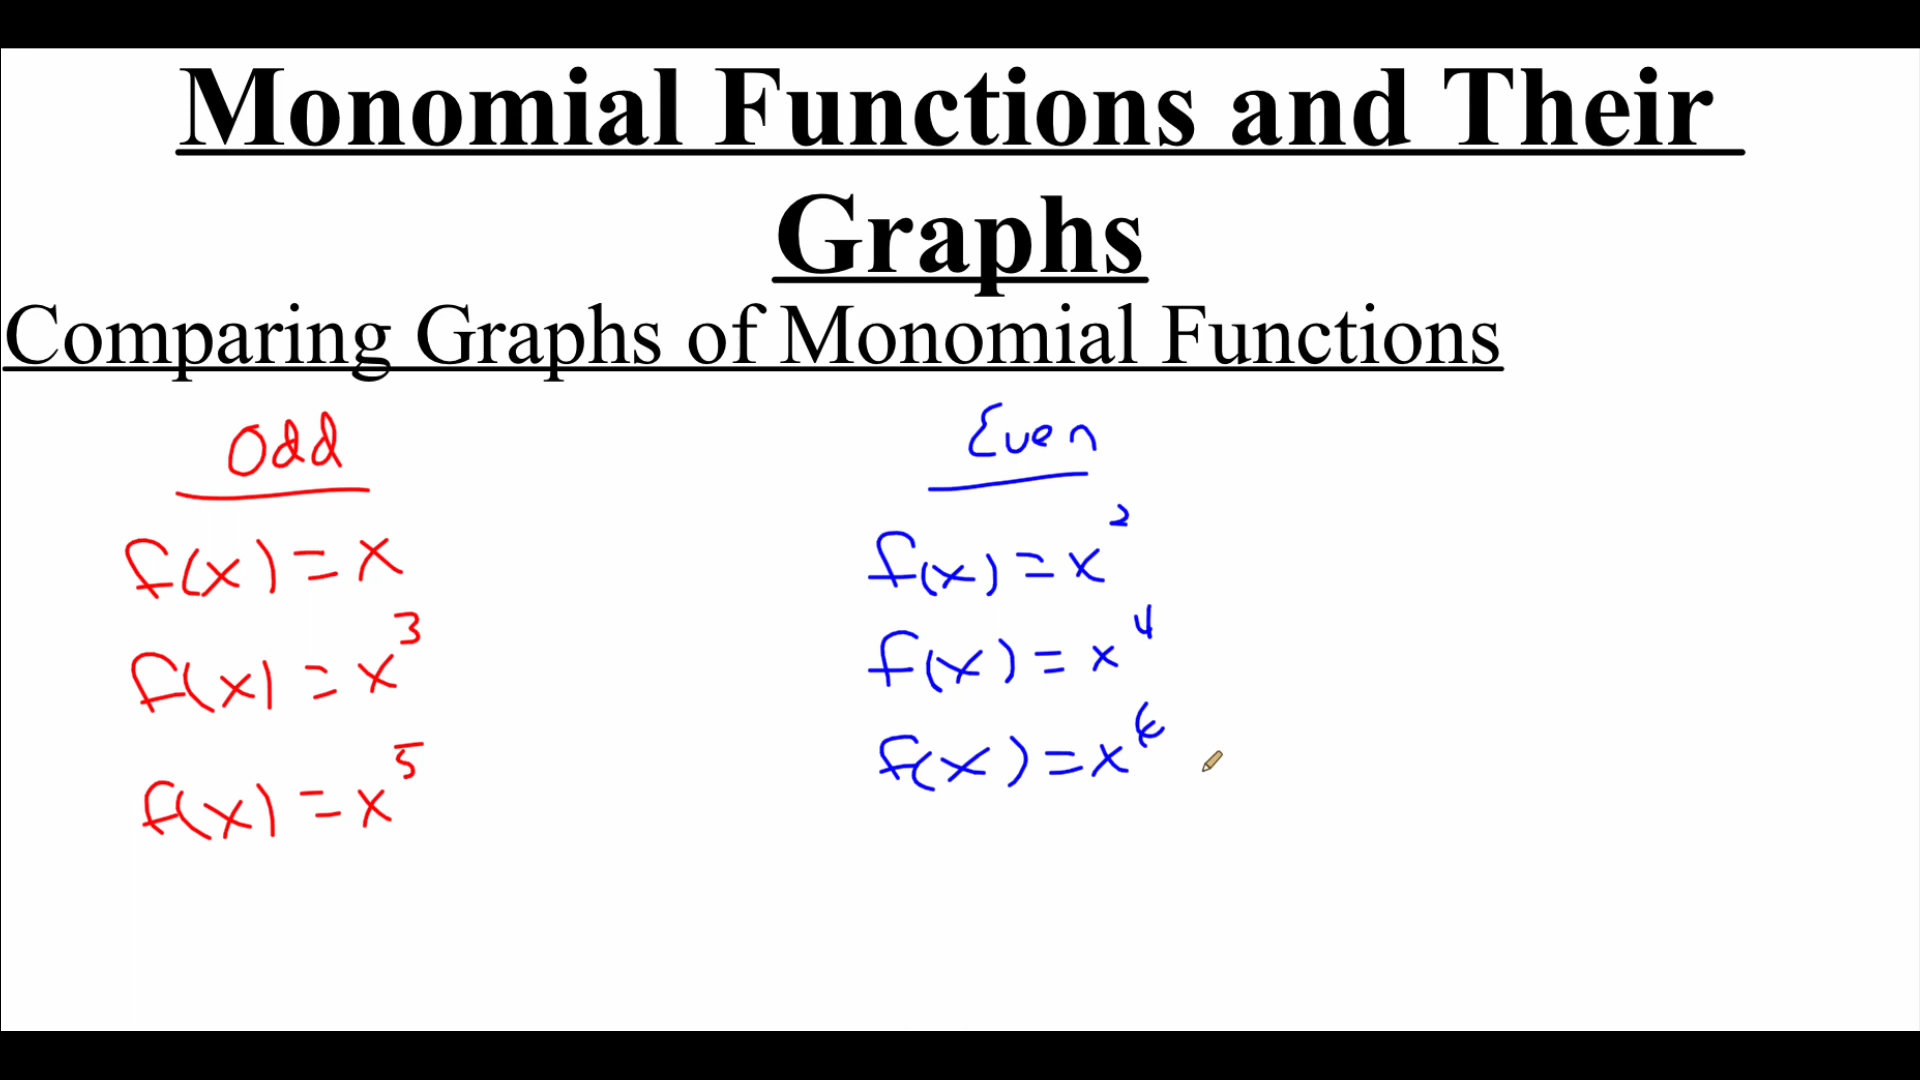 Monomial Functions and Their
Graphs
Comparing Graphs of Monomial Functions
Odd
f(x) = x
f(x) = x³
f(x) = x⁵
Even
f(x) = x²
f(x) = x⁴
f(x) = x⁶